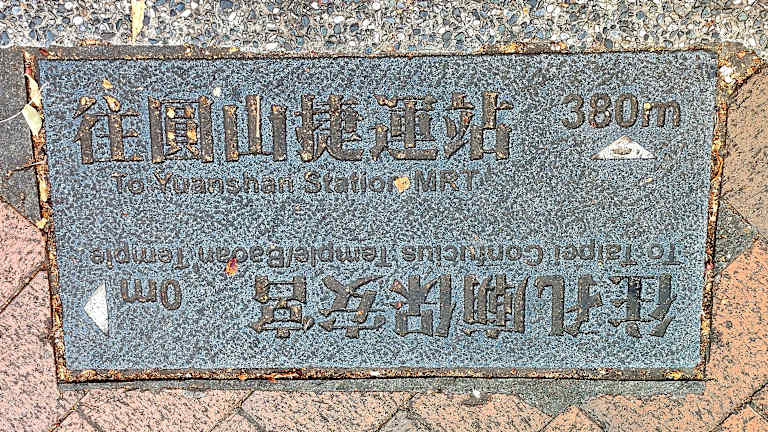 往圓山捷運站 380m
To Yuanshan Station MRT
往孔廟保安宮 0m
To Taipei Confucius Temple/Baoan Temple